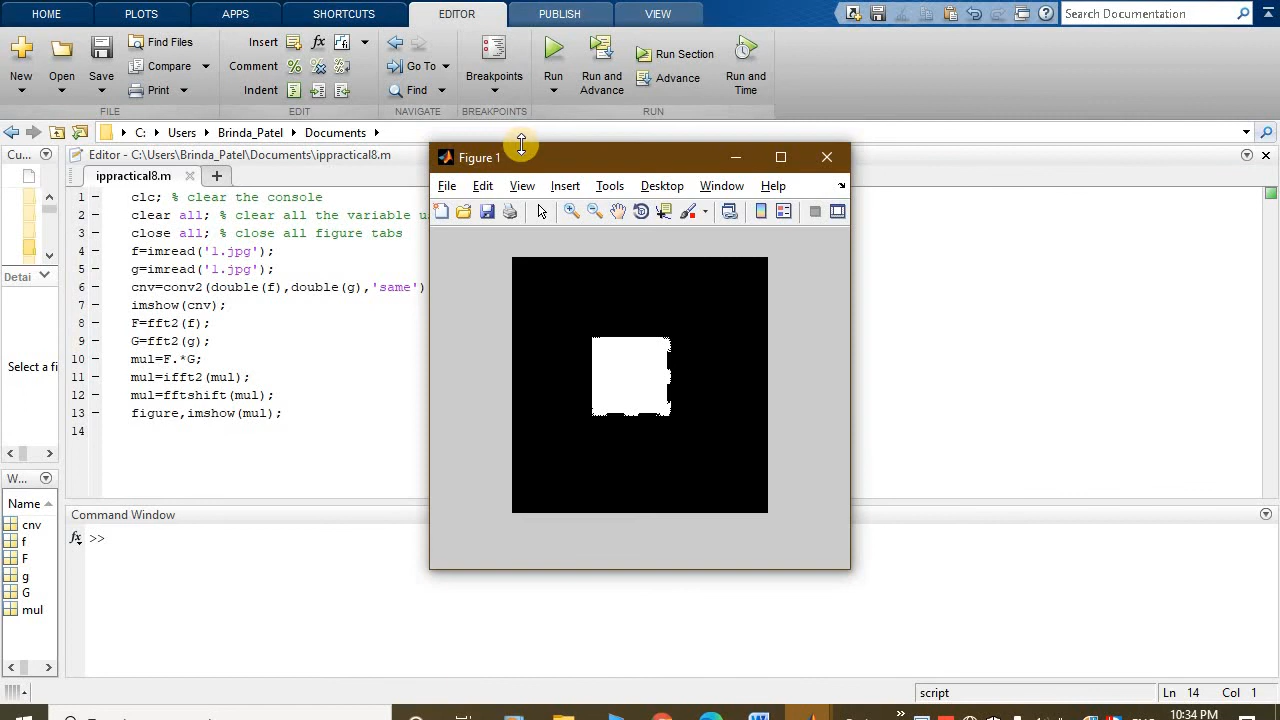 HOME PLOTS APPS SHORTCUTS EDITOR PUBLISH VIEW Search Documentation
New Open Save Find Files Compare Print
Insert Comment Indent
Go To Find
Breakpoints Run Run and Advance Run Section Advance Run and Time
FILE EDIT NAVIGATE BREAKPOINTS RUN
C: Users Brinda_Patel Documents
Cu... Editor - C:\Users\Brinda_Patel\Documents\ippractical8.m
ippractical8.m
1 clc; % clear the console
2 clear all; % clear all the variable u
3 close all; % close all figure tabs
4 f=imread('1.jpg');
5 g=imread('1.jpg');
6 cnv=conv2(double(f),double(g),'same')
7 imshow(cnv);
8 F=fft2(f);
9 G=fft2(g);
10 mul=F.*G;
11 mul=ifft2(mul);
12 mul=fftshift(mul);
13 figure,imshow(mul);
14
Detai
Select a fi
W...
Name
cnv
f
F
g
G
mul
Figure 1
File Edit View Insert Tools Desktop Window Help
Command Window
fx >>
script Ln 14 Col 1
10:34 PM